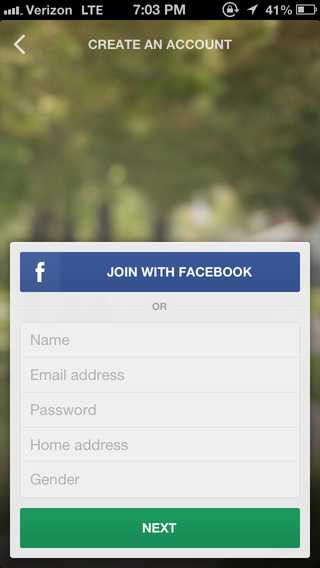 Verizon LTE 7:03 PM 41%
CREATE AN ACCOUNT
f JOIN WITH FACEBOOK
OR
Name
Email address
Password
Home address
Gender
NEXT